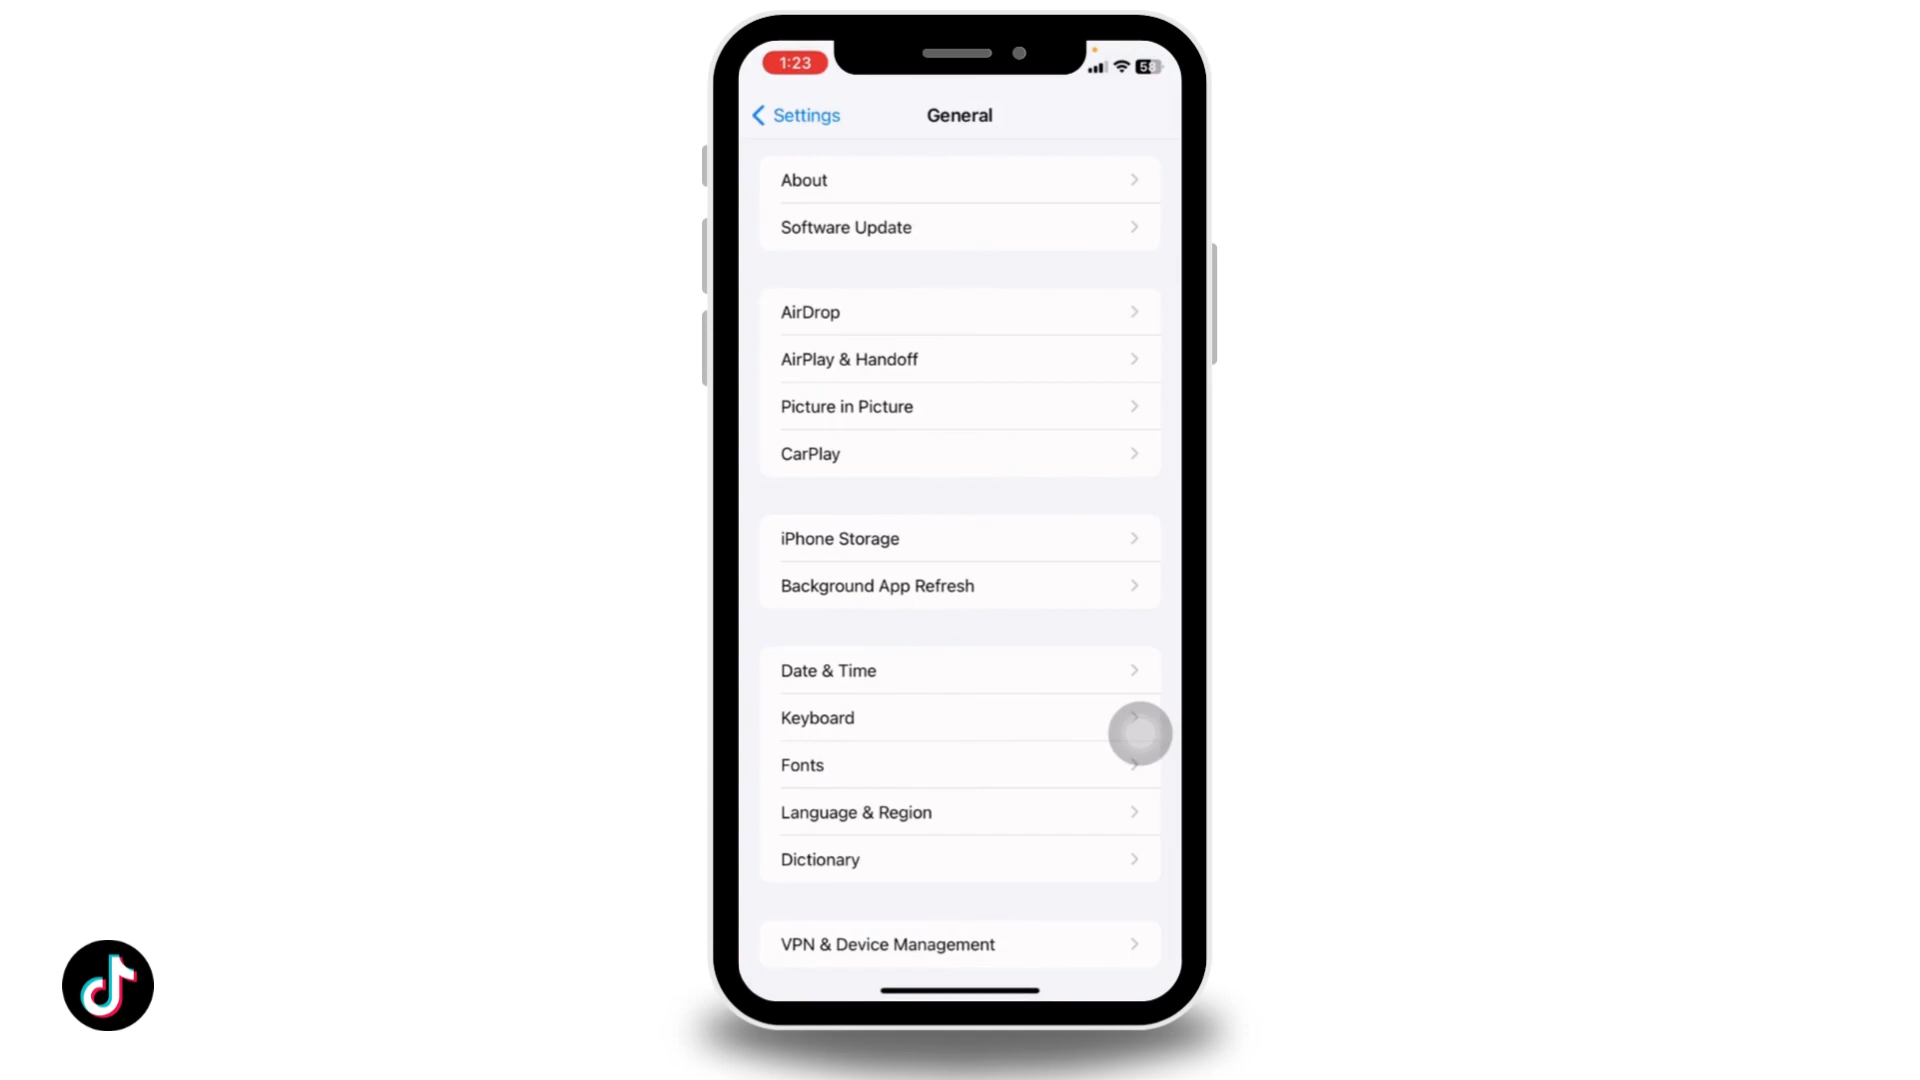 1:23
58
Settings
General
About
Software Update
AirDrop
AirPlay & Handoff
Picture in Picture
CarPlay
iPhone Storage
Background App Refresh
Date & Time
Keyboard
Fonts
Language & Region
Dictionary
VPN & Device Management